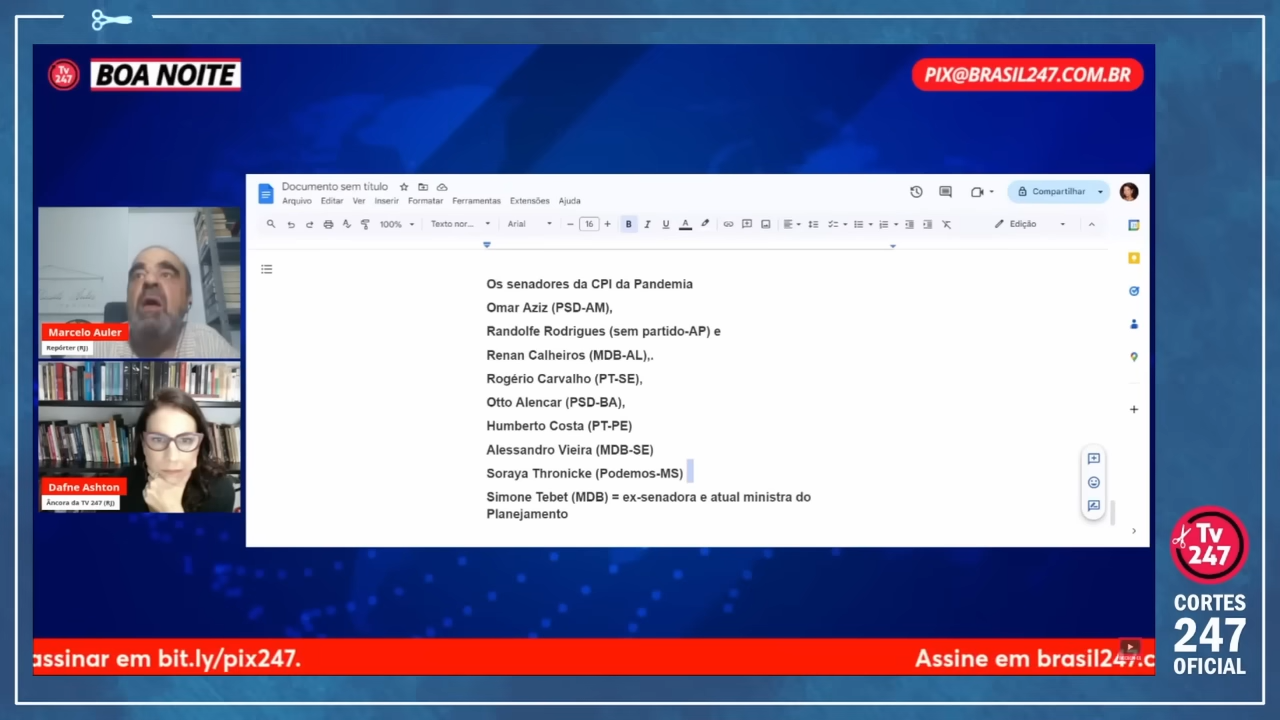 Tv
247
BOA NOITE
PIX@BRASIL247.COM.BR
Documento sem título
Arquivo Editar Ver Inserir Formatar Ferramentas Extensões Ajuda
Compartilhar
100% Texto nor... Arial 16 B I U A Edição
Os senadores da CPI da Pandemia
Omar Aziz (PSD-AM),
Randolfe Rodrigues (sem partido-AP) e
Renan Calheiros (MDB-AL),.
Rogério Carvalho (PT-SE),
Otto Alencar (PSD-BA),
Humberto Costa (PT-PE)
Alessandro Vieira (MDB-SE)
Soraya Thronicke (Podemos-MS)
Simone Tebet (MDB) = ex-senadora e atual ministra do
Planejamento
Marcelo Auler
Repórter (RJ)
Dafne Ashton
Âncora da TV 247 (RJ)
assinar em bit.ly/pix247.
Assine em brasil247.c
Tv
247
CORTES
247
OFICIAL